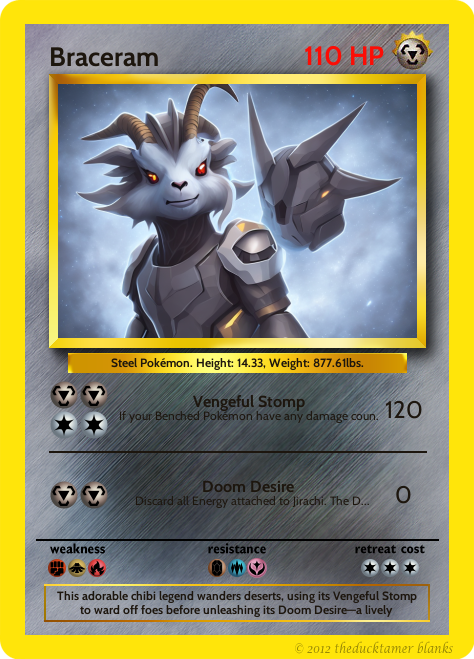 Braceram
110 HP
Steel Pokémon. Height: 14.33, Weight: 877.61lbs.
Vengeful Stomp
If your Benched Pokémon have any damage coun.
120
Doom Desire
Discard all Energy attached to Jirachi. The D...
0
weakness
resistance
retreat cost
This adorable chibi legend wanders deserts, using its Vengeful Stomp
to ward off foes before unleashing its Doom Desire—a lively
© 2012 theducktamer blanks